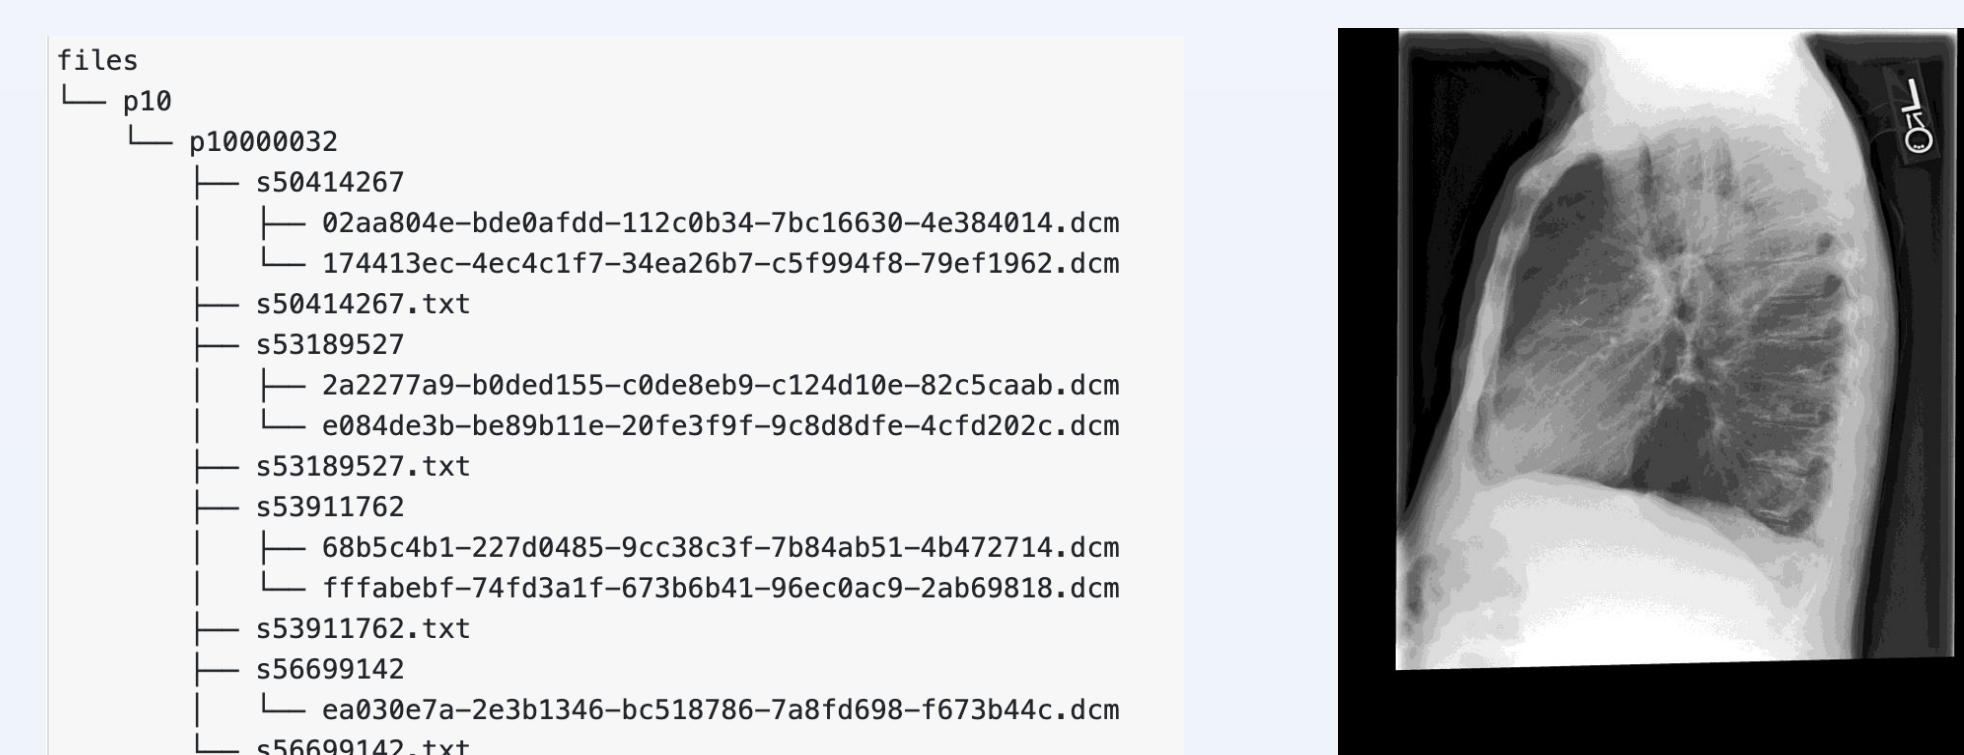 files
└── p10
└── p10000032
├── s50414267
│ ├── 02aa804e-bde0afdd-112c0b34-7bc16630-4e384014.dcm
│ └── 174413ec-4ec4c1f7-34ea26b7-c5f994f8-79ef1962.dcm
├── s50414267.txt
├── s53189527
│ ├── 2a2277a9-b0ded155-c0de8eb9-c124d10e-82c5caab.dcm
│ └── e084de3b-be89b11e-20fe3f9f-9c8d8dfe-4cfd202c.dcm
├── s53189527.txt
├── s53911762
│ ├── 68b5c4b1-227d0485-9cc38c3f-7b84ab51-4b472714.dcm
│ └── fffabebf-74fd3a1f-673b6b41-96ec0ac9-2ab69818.dcm
├── s53911762.txt
├── s56699142
│ └── ea030e7a-2e3b1346-bc518786-7a8fd698-f673b44c.dcm
└── s56699142.txt
L